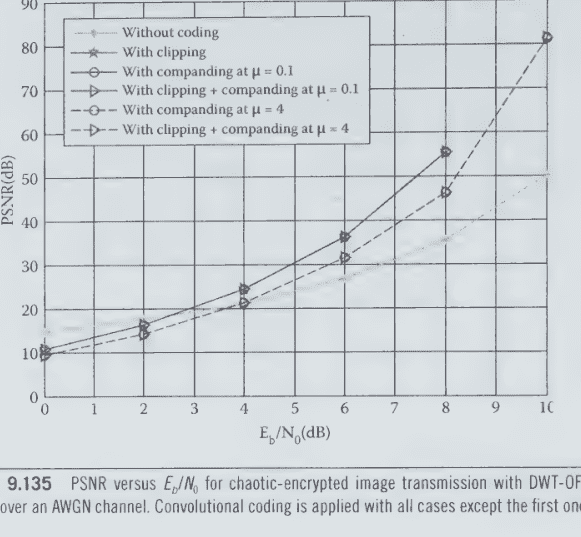 90
80
70
60
50
40
30
20
10
0
PSNR(dB)
Without coding
With clipping
With companding at μ = 0.1
With clipping + companding at μ = 0.1
With companding at μ = 4
With clipping + companding at μ = 4
0 1 2 3 4 5 6 7 8 9
E_b/N_0(dB)
9.135 PSNR versus E_b/N_0 for chaotic-encrypted image transmission with DWT-OF
over an AWGN channel. Convolutional coding is applied with all cases except the first